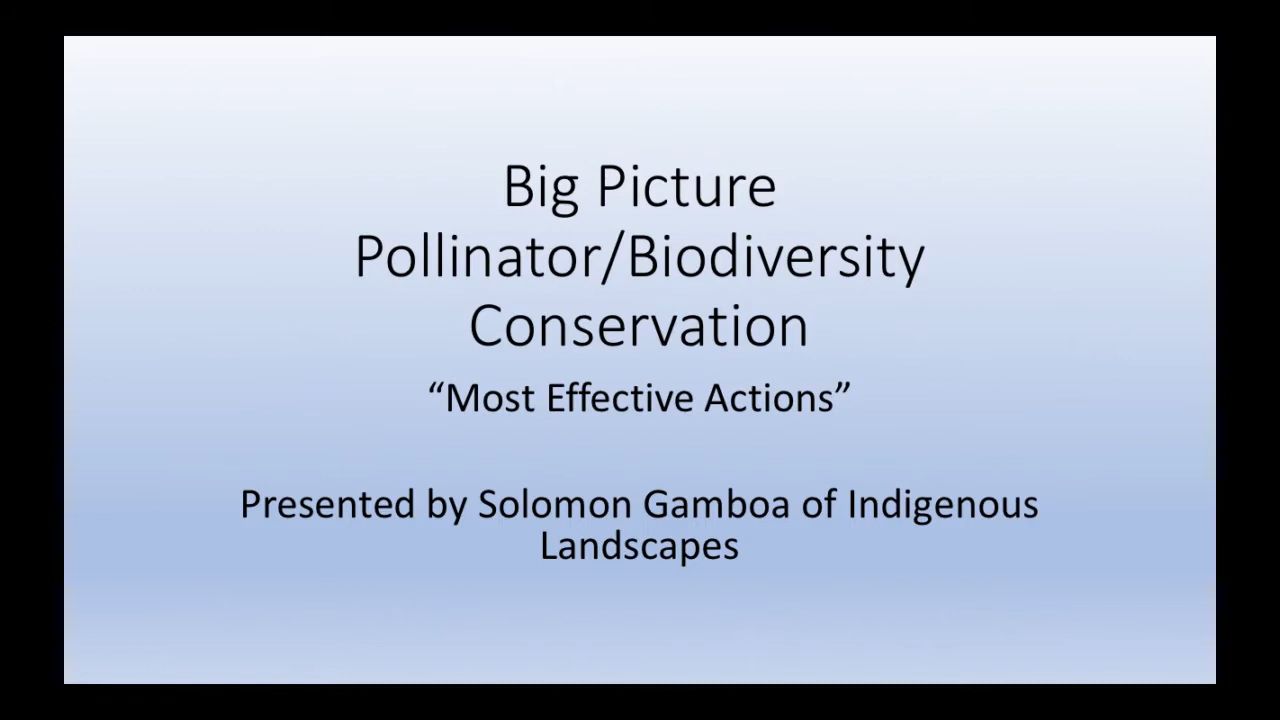 Big Picture
Pollinator/Biodiversity
Conservation
“Most Effective Actions”
Presented by Solomon Gamboa of Indigenous
Landscapes